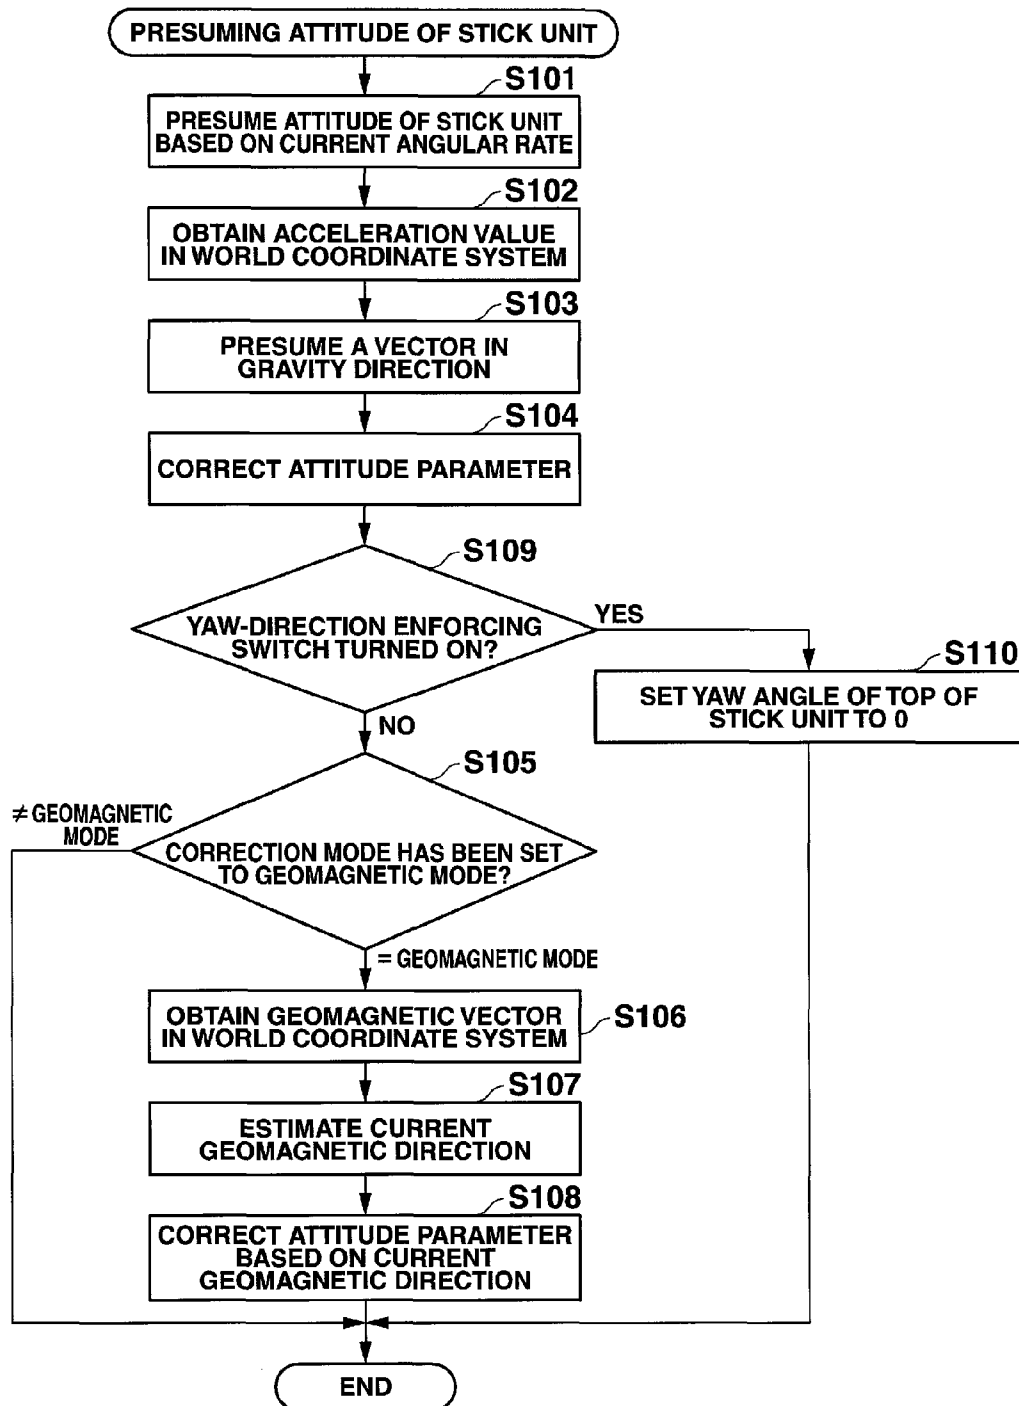 PRESUMING ATTITUDE OF STICK UNIT
S101
PRESUME ATTITUDE OF STICK UNIT
BASED ON CURRENT ANGULAR RATE
S102
OBTAIN ACCELERATION VALUE
IN WORLD COORDINATE SYSTEM
S103
PRESUME A VECTOR IN
GRAVITY DIRECTION
S104
CORRECT ATTITUDE PARAMETER
S109
YAW-DIRECTION ENFORCING
SWITCH TURNED ON?
YES
S110
SET YAW ANGLE OF TOP OF
STICK UNIT TO 0
NO
S105
≠ GEOMAGNETIC
MODE
CORRECTION MODE HAS BEEN SET
TO GEOMAGNETIC MODE?
= GEOMAGNETIC MODE
OBTAIN GEOMAGNETIC VECTOR
IN WORLD COORDINATE SYSTEM
S106
S107
ESTIMATE CURRENT
GEOMAGNETIC DIRECTION
S108
CORRECT ATTITUDE PARAMETER
BASED ON CURRENT
GEOMAGNETIC DIRECTION
END